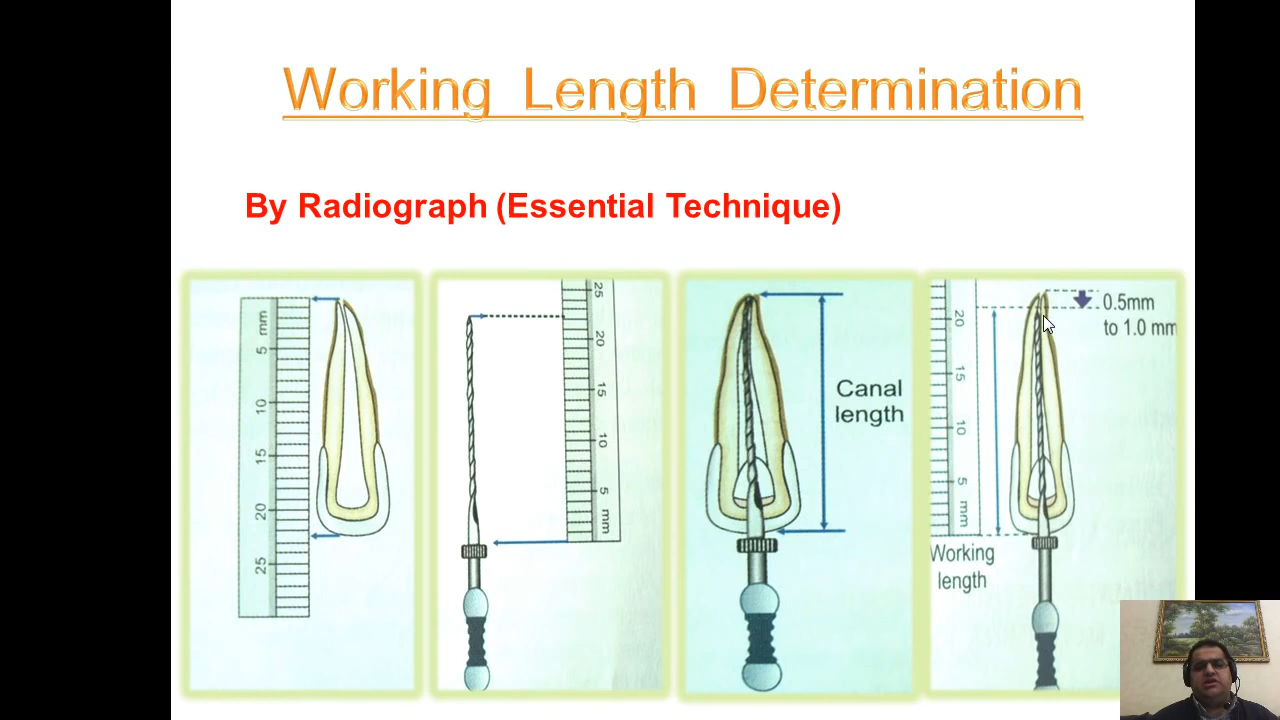 Working Length Determination
By Radiograph (Essential Technique)
mm
5
10
15
20
25
25
20
15
10
5
mm
Canal
length
0.5mm
to 1.0 mm
20
15
10
5
mm
Working
length